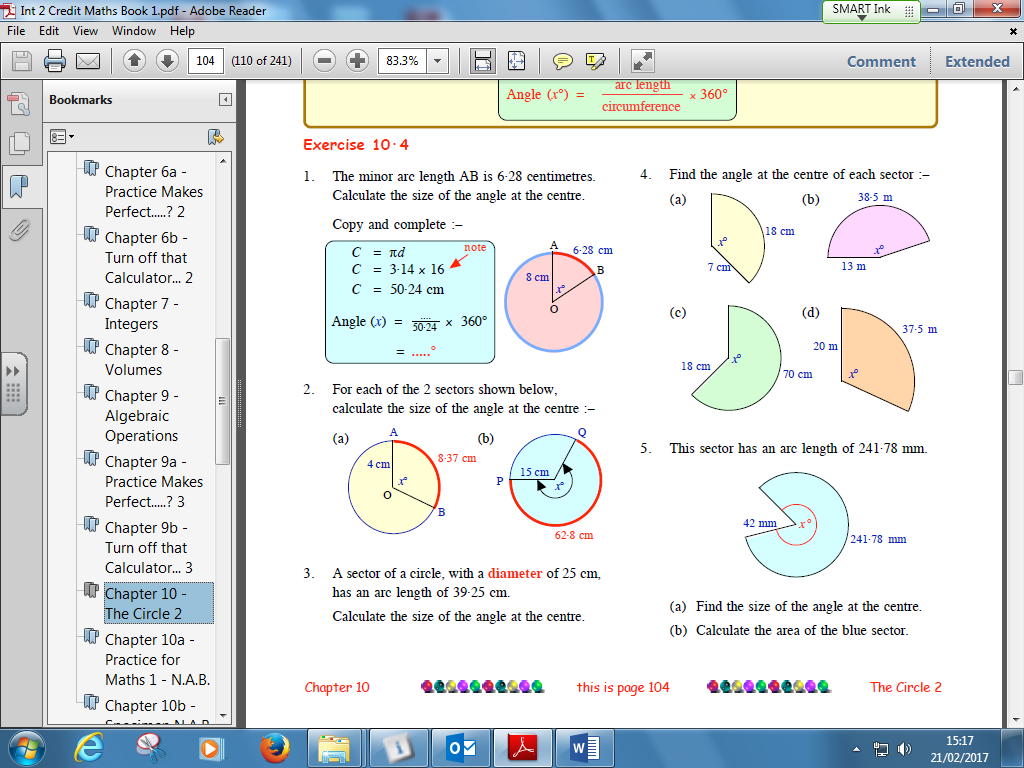 Int 2 Credit Maths Book 1.pdf - Adobe Reader
SMART Ink
File Edit View Window Help
104 (110 of 241) 83.3% Comment Extended
Bookmarks
Chapter 6a -
Practice Makes
Perfect.....? 2
Chapter 6b -
Turn off that
Calculator... 2
Chapter 7 -
Integers
Chapter 8 -
Volumes
Chapter 9 -
Algebraic
Operations
Chapter 9a -
Practice Makes
Perfect.....? 3
Chapter 9b -
Turn off that
Calculator... 3
Chapter 10 -
The Circle 2
Chapter 10a -
Practice for
Maths 1 - N.A.B.
Chapter 10b -
Angle (x°) = arc length / circumference × 360°
Exercise 10·4
1. The minor arc length AB is 6·28 centimetres.
Calculate the size of the angle at the centre.
Copy and complete :–
C = πd
note
C = 3·14 x 16
C = 50·24 cm
Angle (x) = .... / 50·24 x 360°
= .....°
A
6·28 cm
B
8 cm
x°
O
2. For each of the 2 sectors shown below,
calculate the size of the angle at the centre :–
(a)
A
4 cm
8·37 cm
x°
O
B
(b)
Q
15 cm
P
x°
62·8 cm
3. A sector of a circle, with a diameter of 25 cm,
has an arc length of 39·25 cm.
Calculate the size of the angle at the centre.
4. Find the angle at the centre of each sector :–
(a)
18 cm
x°
7 cm
(b)
38·5 m
x°
13 m
(c)
x°
18 cm
70 cm
(d)
37·5 m
20 m
x°
5. This sector has an arc length of 241·78 mm.
42 mm
x°
241·78 mm
(a) Find the size of the angle at the centre.
(b) Calculate the area of the blue sector.
Chapter 10
this is page 104
The Circle 2
15:17
21/02/2017